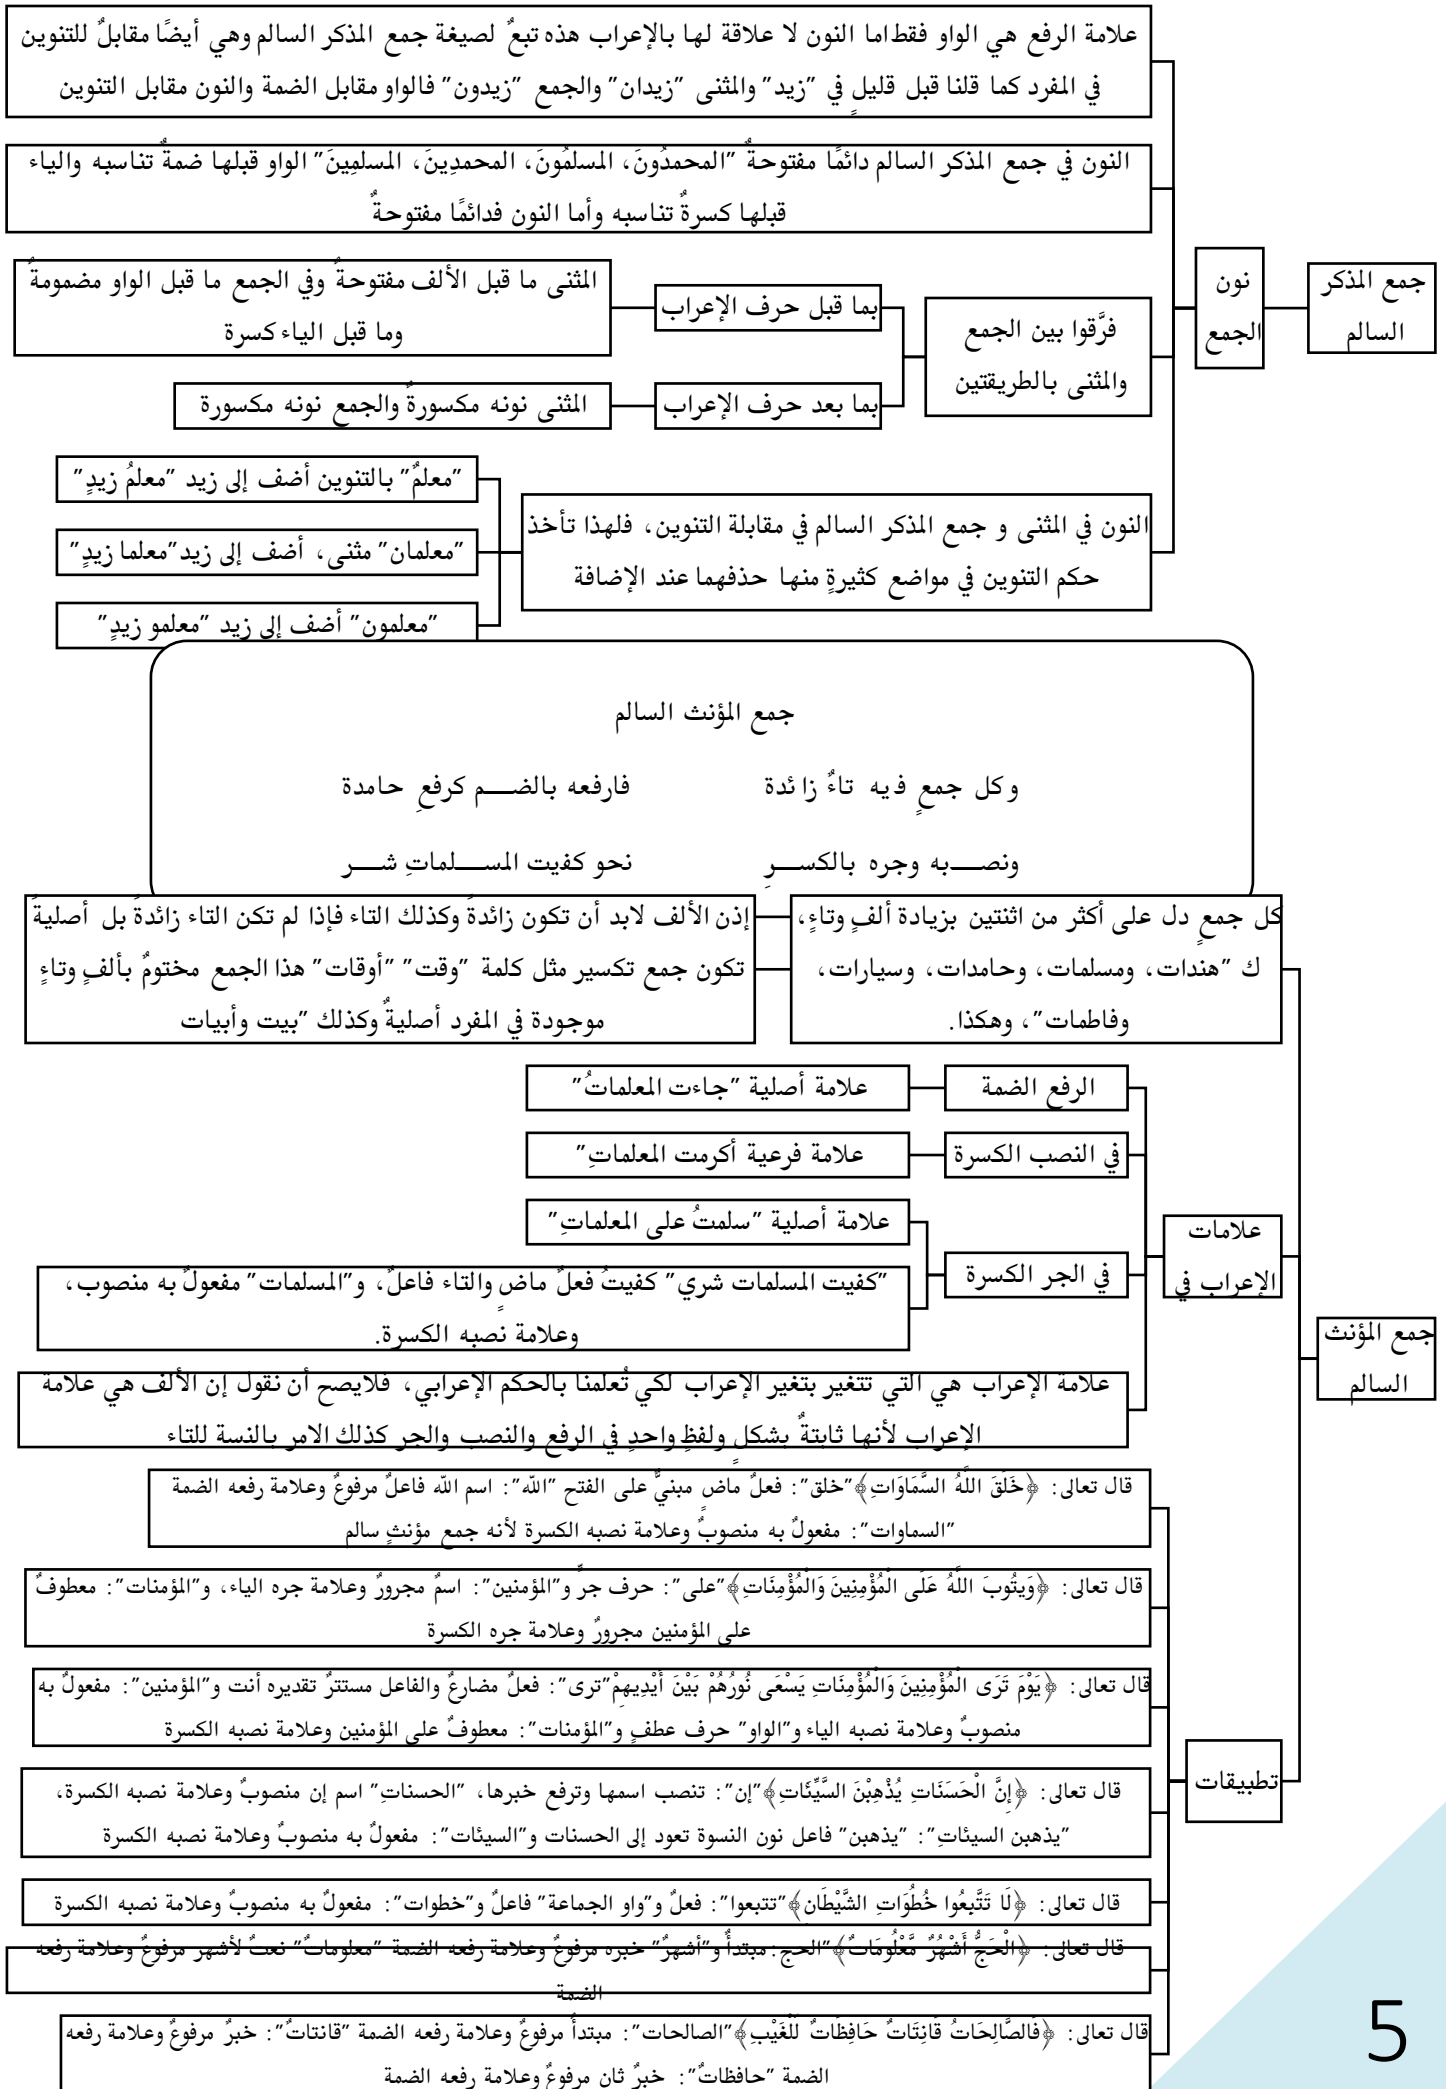 علامة الرفع هي الواو فقط اما النون لا علاقة لها بالإعراب هذه تبعٌ لصيغة جمع المذكر السالم وهي أيضًا مقابلٌ للتنوين
في المفرد كما قلنا قبل قليلٍ في "زيد" والمثنى "زيدان" والجمع "زيدون" فالواو مقابل الضمة والنون مقابل التنوين
النون في جمع المذكر السالم دائمًا مفتوحةٌ "المحمدُونَ، المسلمُونَ، المحمدِينَ، المسلمِينَ" الواو قبلها ضمةٌ تناسبه والياء
قبلها كسرةٌ تناسبه وأما النون فدائمًا مفتوحةٌ
جمع المذكر
السالم
نون
الجمع
فرَّقوا بين الجمع
والمثنى بالطريقتين
بما قبل حرف الإعراب
المثنى ما قبل الألف مفتوحةٌ وفي الجمع ما قبل الواو مضمومةٌ
وما قبل الياء كسرة
بما بعد حرف الإعراب
المثنى نونه مكسورةٌ والجمع نونه مكسورة
النون في المثنى و جمع المذكر السالم في مقابلة التنوين، فلهذا تأخذ
حكم التنوين في مواضع كثيرةٍ منها حذفهما عند الإضافة
"معلمٌ" بالتنوين أضف إلى زيد "معلمُ زيدٍ"
"معلمان" مثنى، أضف إلى زيد"معلما زيدٍ"
"معلمون" أضف إلى زيد "معلمو زيدٍ"
جمع المؤنث السالم
وكل جمعٍ فيه تاءٌ زائدة فارفعه بالضـــم كرفعِ حامدة
ونصـــبه وجره بالكســـرِ نحو كفيت المســـلماتِ شـــر
كل جمعٍ دل على أكثر من اثنتين بزيادة ألفٍ وتاءٍ،
ك "هندات، ومسلمات، وحامدات، وسيارات،
وفاطمات"، وهكذا.
إذن الألف لابد أن تكون زائدةً وكذلك التاء فإذا لم تكن التاء زائدةً بل أصليةً
تكون جمع تكسير مثل كلمة "وقت" "أوقات" هذا الجمع مختومٌ بألفٍ وتاءٍ
موجودة في المفرد أصليةٌ وكذلك "بيت وأبيات
جمع المؤنث
السالم
علامات
الإعراب في
الرفع الضمة
علامة أصلية "جاءت المعلماتُ"
في النصب الكسرة
علامة فرعية أكرمت المعلماتِ"
في الجر الكسرة
علامة أصلية "سلمتُ على المعلماتِ"
"كفيت المسلمات شري" كفيتُ فعلٌ ماضٍ والتاء فاعلٌ، و"المسلمات" مفعولٌ به منصوب،
وعلامة نصبه الكسرة.
علامة الإعراب هي التي تتغير بتغير الإعراب لكي تُعلمنا بالحكم الإعرابي، فلايصح أن نقول إن الألف هي علامة
الإعراب لأنها ثابتةٌ بشكلٍ ولفظٍ واحدٍ في الرفع والنصب والجر كذلك الامر بالنسة للتاء
تطبيقات
قال تعالى: ﴿خَلَقَ اللَّهُ السَّمَاوَاتِ﴾"خلق": فعلٌ ماضٍ مبنيٌّ على الفتح "الله": اسم الله فاعلٌ مرفوعٌ وعلامة رفعه الضمة
"السماوات": مفعولٌ به منصوبٌ وعلامة نصبه الكسرة لأنه جمع مؤنثٍ سالم
قال تعالى: ﴿وَيَتُوبَ اللَّهُ عَلَى الْمُؤْمِنِينَ وَالْمُؤْمِنَاتِ﴾"على": حرف جرٍّ و"المؤمنين": اسمٌ مجرورٌ وعلامة جره الياء، و"المؤمنات": معطوفٌ
على المؤمنين مجرورٌ وعلامة جره الكسرة
قال تعالى: ﴿يَوْمَ تَرَى الْمُؤْمِنِينَ وَالْمُؤْمِنَاتِ يَسْعَى نُورُهُمْ بَيْنَ أَيْدِيهِمْ"ترى": فعلٌ مضارعٌ والفاعل مستترٌ تقديره أنت و"المؤمنين": مفعولٌ به
منصوبٌ وعلامة نصبه الياء و"الواو" حرف عطفٍ و"المؤمنات": معطوفٌ على المؤمنين وعلامة نصبه الكسرة
قال تعالى: ﴿إِنَّ الْحَسَنَاتِ يُذْهِبْنَ السَّيِّئَاتِ﴾"إن": تنصب اسمها وترفع خبرها، "الحسناتِ" اسم إن منصوبٌ وعلامة نصبه الكسرة،
"يذهبن السيئاتِ": "يذهبن" فاعل نون النسوة تعود إلى الحسنات و"السيئات": مفعولٌ به منصوبٌ وعلامة نصبه الكسرة
قال تعالى: ﴿لَا تَتَّبِعُوا خُطُوَاتِ الشَّيْطَانِ﴾"تتبعوا": فعلٌ و"واو الجماعة" فاعلٌ و"خطوات": مفعولٌ به منصوبٌ وعلامة نصبه الكسرة
قال تعالى: ﴿الْحَجُّ أَشْهُرٌ مَّعْلُومَاتٌ﴾"الحج: مبتدأٌ و"أشهرٌ" خبره مرفوعٌ وعلامة رفعه الضمة "معلوماتٌ" نعتٌ لأشهر مرفوعٌ وعلامة رفعه
الضمة
قال تعالى: ﴿فَالصَّالِحَاتُ قَانِتَاتٌ حَافِظَاتٌ لِّلْغَيْبِ﴾"الصالحات": مبتدأٌ مرفوعٌ وعلامة رفعه الضمة "قانتاتٌ": خبرٌ مرفوعٌ وعلامة رفعه
الضمة "حافظاتٌ": خبرٌ ثان مرفوعٌ وعلامة رفعه الضمة
5